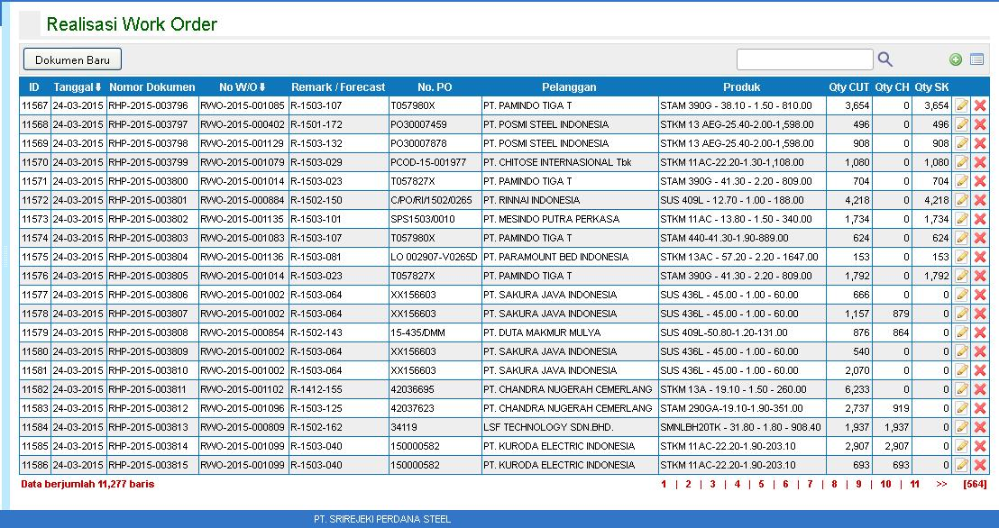 Realisasi Work Order
Dokumen Baru
ID Tanggal Nomor Dokumen No W/O Remark / Forecast No. PO Pelanggan Produk Qty CUT Qty CH Qty SK
11567 24-03-2015 RHP-2015-003796 RWO-2015-001085 R-1503-107 T057980X PT. PAMINDO TIGA T STAM 390G - 38.10 - 1.50 - 810.00 3,654 0 3,654
11568 24-03-2015 RHP-2015-003797 RWO-2015-000402 R-1501-172 PO30007459 PT. POSMI STEEL INDONESIA STKM 13 AEG-25.40-2.00-1,598.00 496 0 496
11569 24-03-2015 RHP-2015-003798 RWO-2015-001129 R-1503-132 PO30007878 PT. POSMI STEEL INDONESIA STKM 13 AEG-25.40-2.00-1,598.00 908 0 908
11570 24-03-2015 RHP-2015-003799 RWO-2015-001079 R-1503-029 PCOD-15-001977 PT. CHITOSE INTERNASIONAL Tbk STKM 11AC-22.20-1.30-1,108.00 1,080 0 1,080
11571 24-03-2015 RHP-2015-003800 RWO-2015-001014 R-1503-023 T057827X PT. PAMINDO TIGA T STAM 390G - 41.30 - 2.20 - 809.00 704 0 704
11572 24-03-2015 RHP-2015-003801 RWO-2015-000884 R-1502-150 C/PO/RI/1502/0265 PT. RINNAI INDONESIA SUS 409L - 12.70 - 1.00 - 188.00 4,218 0 4,218
11573 24-03-2015 RHP-2015-003802 RWO-2015-001135 R-1503-101 SPS1503/0010 PT. MESINDO PUTRA PERKASA STKM 11AC - 13.80 - 1.50 - 340.00 1,734 0 1,734
11574 24-03-2015 RHP-2015-003803 RWO-2015-001083 R-1503-107 T057980X PT. PAMINDO TIGA T STAM 440-41.30-1.90-889.00 624 0 624
11575 24-03-2015 RHP-2015-003804 RWO-2015-001136 R-1503-081 LO 002907-V0265D PT. PARAMOUNT BED INDONESIA STKM 13AC - 57.20 - 2.20 - 1647.00 153 0 153
11576 24-03-2015 RHP-2015-003805 RWO-2015-001014 R-1503-023 T057827X PT. PAMINDO TIGA T STAM 390G - 41.30 - 2.20 - 809.00 1,792 0 1,792
11577 24-03-2015 RHP-2015-003806 RWO-2015-001002 R-1503-064 XX156603 PT. SAKURA JAVA INDONESIA SUS 436L - 45.00 - 1.00 - 60.00 666 0 0
11578 24-03-2015 RHP-2015-003807 RWO-2015-001002 R-1503-064 XX156603 PT. SAKURA JAVA INDONESIA SUS 436L - 45.00 - 1.00 - 60.00 1,157 879 0
11579 24-03-2015 RHP-2015-003808 RWO-2015-000854 R-1502-143 15-435/DMM PT. DUTA MAKMUR MULYA SUS 409L-50.80-1.20-131.00 876 864 0
11580 24-03-2015 RHP-2015-003809 RWO-2015-001002 R-1503-064 XX156603 PT. SAKURA JAVA INDONESIA SUS 436L - 45.00 - 1.00 - 60.00 540 0 0
11581 24-03-2015 RHP-2015-003810 RWO-2015-001002 R-1503-064 XX156603 PT. SAKURA JAVA INDONESIA SUS 436L - 45.00 - 1.00 - 60.00 2,070 0 0
11582 24-03-2015 RHP-2015-003811 RWO-2015-001102 R-1412-155 42036695 PT. CHANDRA NUGERAH CEMERLANG STKM 13A - 19.10 - 1.50 - 260.00 6,233 0 0
11583 24-03-2015 RHP-2015-003812 RWO-2015-001096 R-1503-125 42037623 PT. CHANDRA NUGERAH CEMERLANG STAM 290GA-19.10-1.90-351.00 2,737 919 0
11584 24-03-2015 RHP-2015-003813 RWO-2015-000809 R-1502-162 34119 LSF TECHNOLOGY SDN.BHD. SMNLBH20TK - 31.80 - 1.80 - 908.40 1,937 1,937 0
11585 24-03-2015 RHP-2015-003814 RWO-2015-001099 R-1503-040 150000582 PT. KURODA ELECTRIC INDONESIA STKM 11AC-22.20-1.90-203.10 2,907 2,907 0
11586 24-03-2015 RHP-2015-003815 RWO-2015-001099 R-1503-040 150000582 PT. KURODA ELECTRIC INDONESIA STKM 11AC-22.20-1.90-203.10 693 693 0
Data berjumlah 11,277 baris 1 | 2 | 3 | 4 | 5 | 6 | 7 | 8 | 9 | 10 | 11 >> [564]
PT. SRIREJEKI PERDANA STEEL